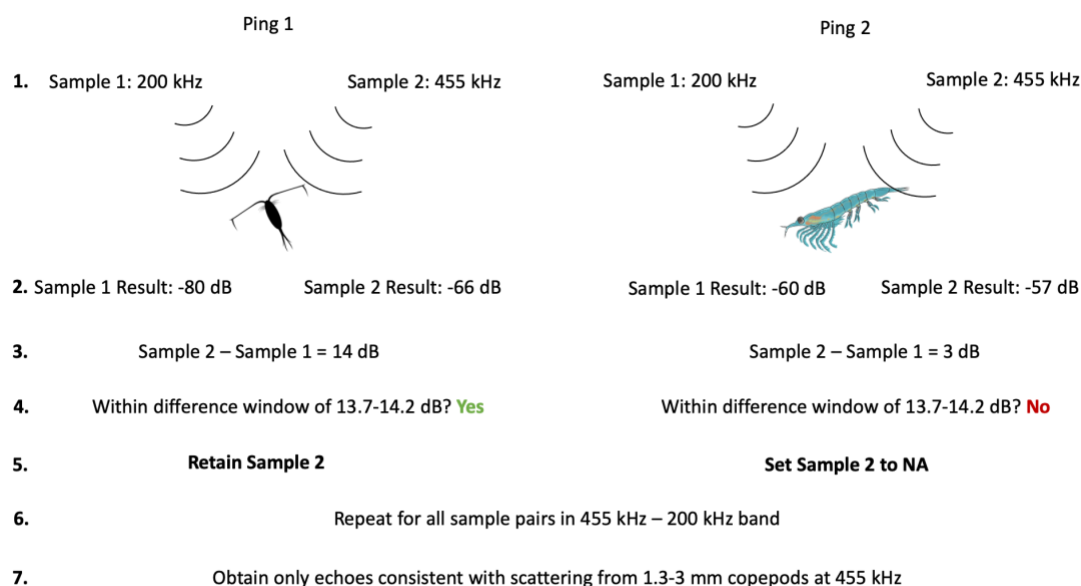 Ping 1
Ping 2
1. Sample 1: 200 kHz Sample 2: 455 kHz Sample 1: 200 kHz Sample 2: 455 kHz
2. Sample 1 Result: -80 dB Sample 2 Result: -66 dB Sample 1 Result: -60 dB Sample 2 Result: -57 dB
3. Sample 2 – Sample 1 = 14 dB Sample 2 – Sample 1 = 3 dB
4. Within difference window of 13.7-14.2 dB? Yes Within difference window of 13.7-14.2 dB? No
5. Retain Sample 2 Set Sample 2 to NA
6. Repeat for all sample pairs in 455 kHz – 200 kHz band
7. Obtain only echoes consistent with scattering from 1.3-3 mm copepods at 455 kHz